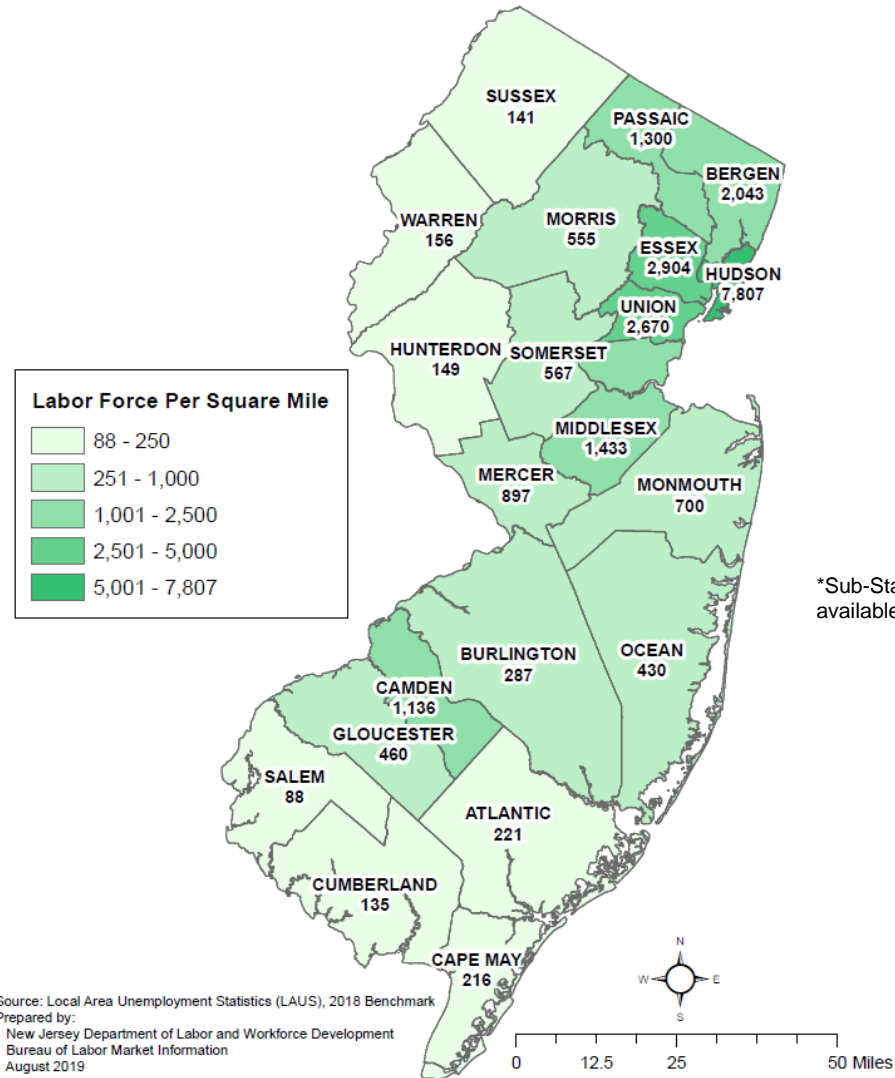 SUSSEX
141
PASSAIC
1,300
BERGEN
2,043
WARREN
156
MORRIS
555
ESSEX
2,904
HUDSON
7,807
UNION
2,670
HUNTERDON
149
SOMERSET
567
MIDDLESEX
1,433
MERCER
897
MONMOUTH
700
Labor Force Per Square Mile
88 - 250
251 - 1,000
1,001 - 2,500
2,501 - 5,000
5,001 - 7,807
available
BURLINGTON
287
OCEAN
430
CAMDEN
1,136
GLOUCESTER
460
SALEM
88
ATLANTIC
221
CUMBERLAND
135
CAPE MAY
216
N
W E
S
Source: Local Area Unemployment Statistics (LAUS), 2018 Benchmark
Prepared by:
New Jersey Department of Labor and Workforce Development
Bureau of Labor Market Information
August 2019
0 12.5 25 50 Miles